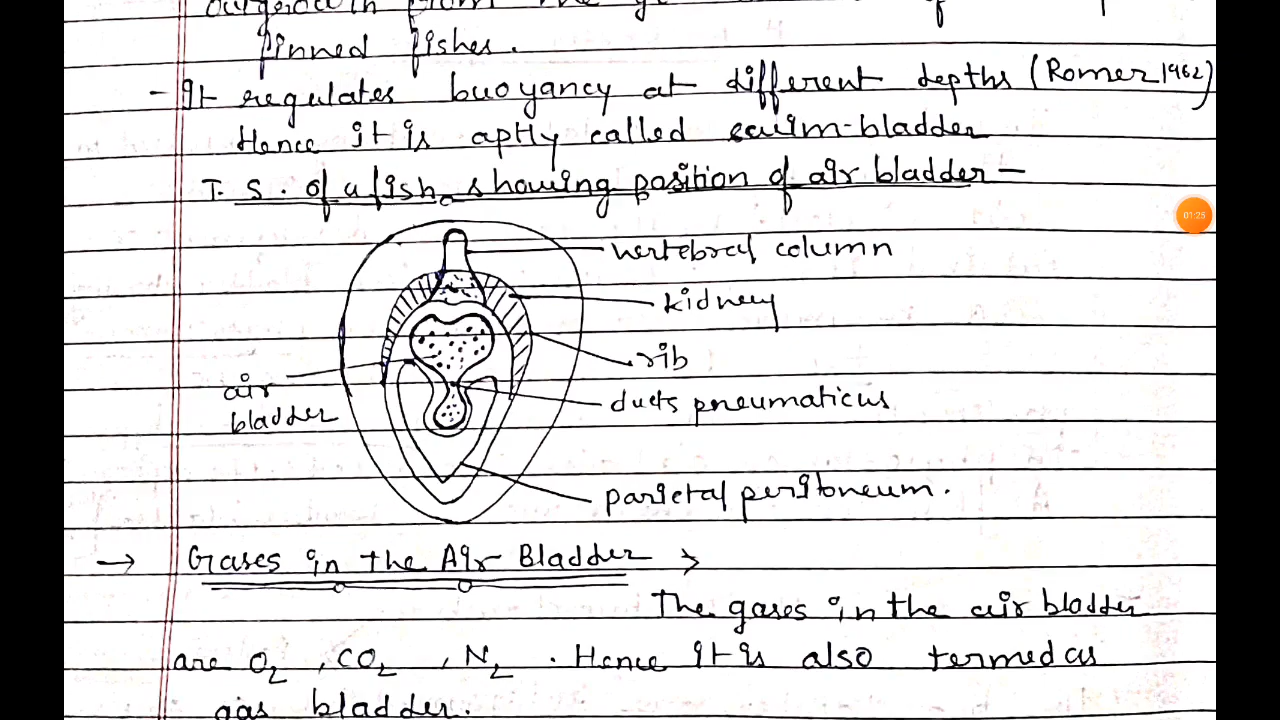 finned fishes.
- It regulates buoyancy at different depths (Romer 1962)
Hence it is aptly called swim-bladder
T. S. of a fish showing position of air bladder -
vertebral column
kidney
rib
air
bladder
ducts pneumaticus
parietal peritoneum.
→ Gases in the Air Bladder >
The gases in the air bladder
are O2, CO2, N2. Hence it is also termed as
gas bladder.
01:25